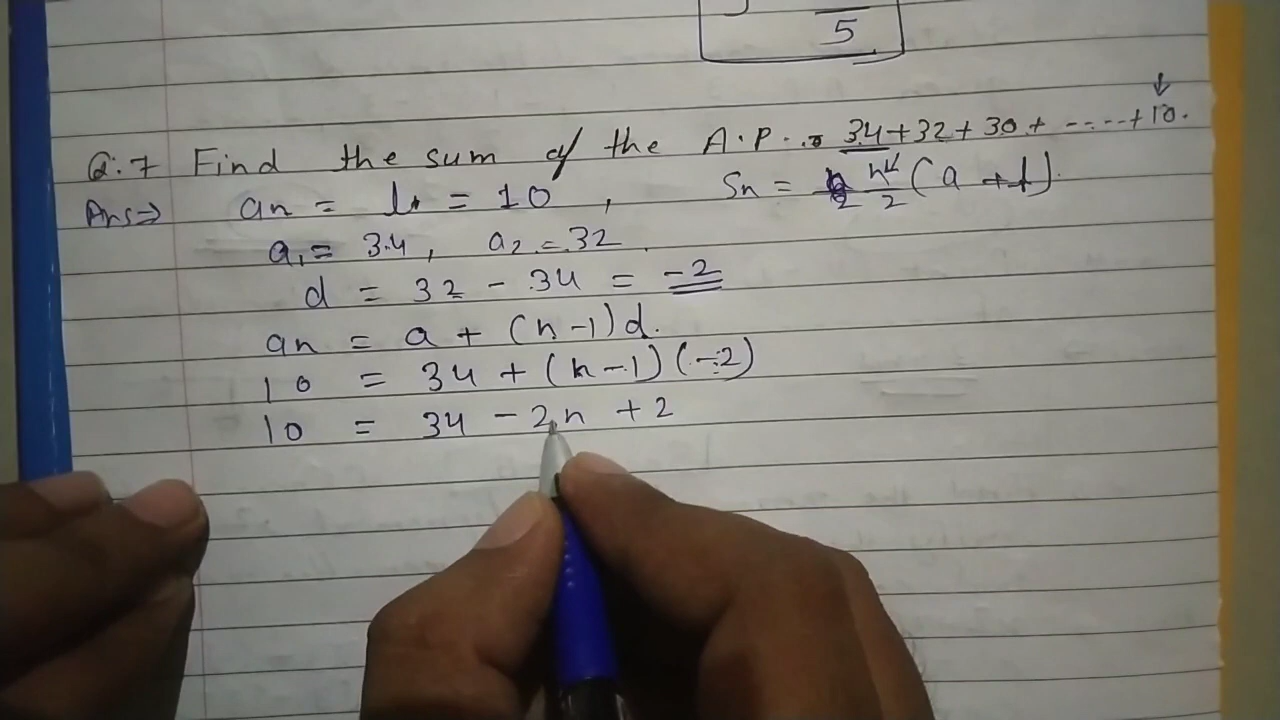 5
Q.7 Find the sum of the A.P. 34+32+30+ ....+10.
Ans⇒ an = l = 10 , Sn = n/2 (a + l)
a1 = 34, a2 = 32.
d = 32 - 34 = -2
an = a + (n-1)d.
10 = 34 + (n-1)(-2)
10 = 34 - 2n + 2